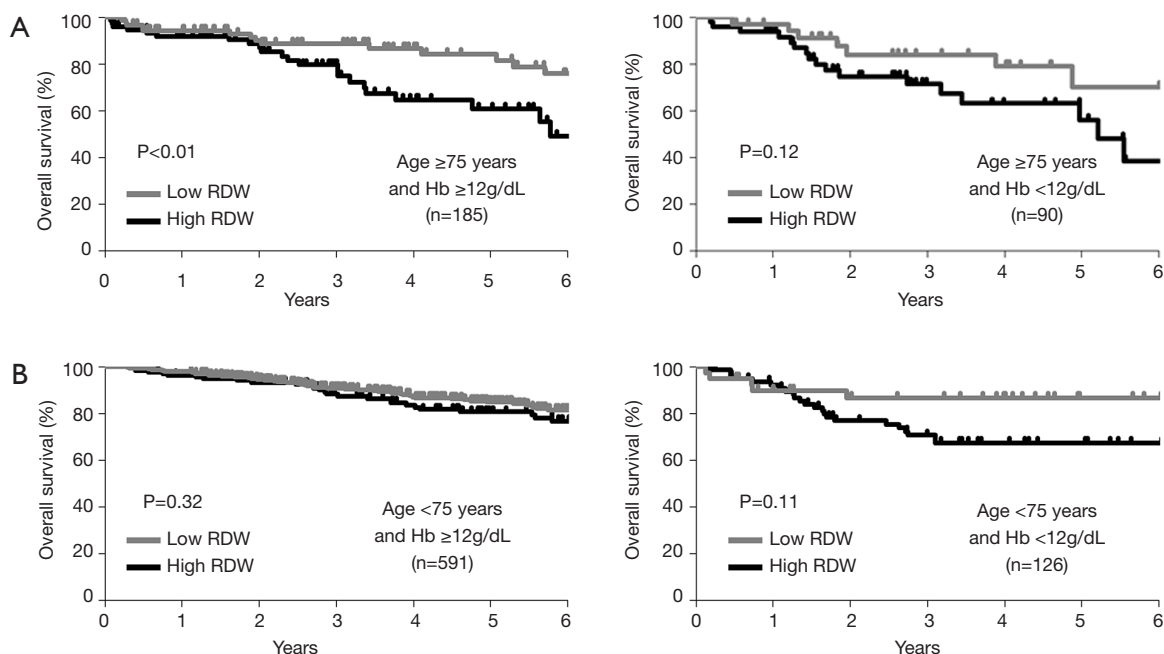 A
Overall survival (%)
100
80
60
40
20
0
P<0.01
Low RDW
High RDW
Age ≥75 years
and Hb ≥12g/dL
(n=185)
0 1 2 3 4 5 6
Years
Overall survival (%)
100
80
60
40
20
0
P=0.12
Low RDW
High RDW
Age ≥75 years
and Hb <12g/dL
(n=90)
0 1 2 3 4 5 6
Years
B
Overall survival (%)
100
80
60
40
20
0
P=0.32
Low RDW
High RDW
Age <75 years
and Hb ≥12g/dL
(n=591)
0 1 2 3 4 5 6
Years
Overall survival (%)
100
80
60
40
20
0
P=0.11
Low RDW
High RDW
Age <75 years
and Hb <12g/dL
(n=126)
0 1 2 3 4 5 6
Years